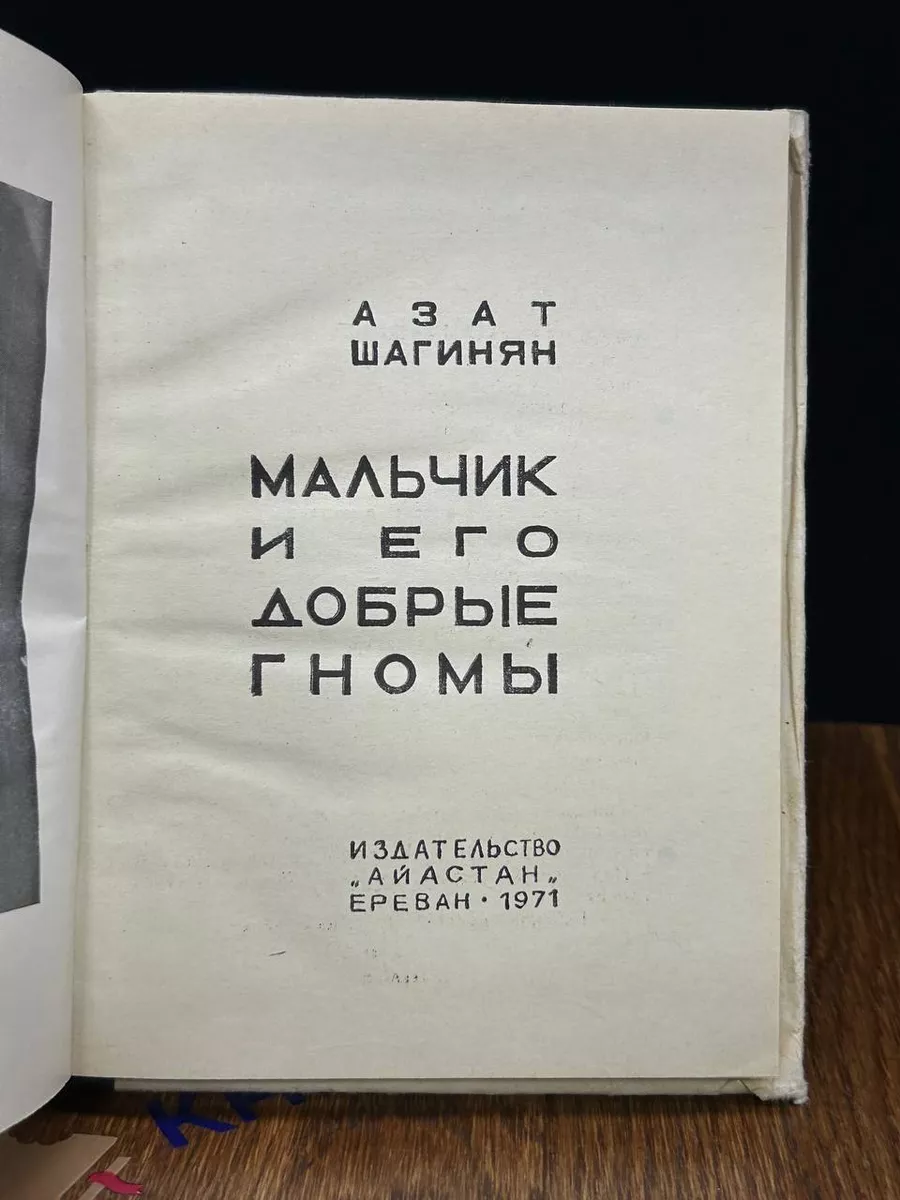 АЗАТ
ШАГИНЯН
МАЛЬЧИК
И ЕГО
ДОБРЫЕ
ГНОМЫ
ИЗДАТЕЛЬСТВО
„АЙАСТАН„
ЕРЕВАН · 1971